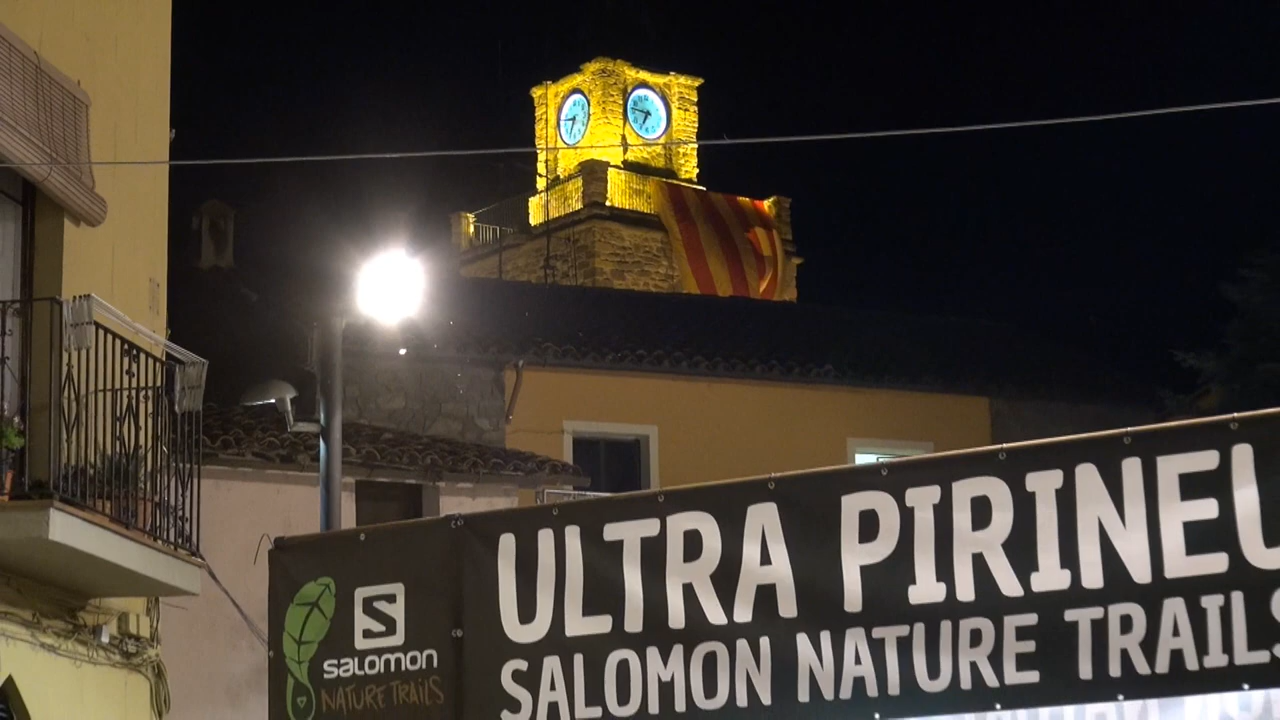 ULTRA PIRINEU
SALOMON NATURE TRAILS
S
salomon
NATURE TRAILS